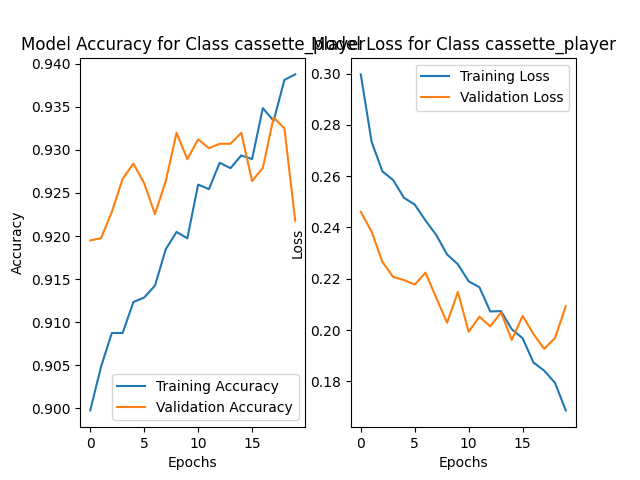 Model Accuracy for Class cassette_player
Model Loss for Class cassette_player
0.940
0.935
0.930
0.925
0.920
0.915
0.910
0.905
0.900
Accuracy
Training Accuracy
Validation Accuracy
0 5 10 15
Epochs
0.30
0.28
0.26
0.24
0.22
0.20
0.18
Loss
Training Loss
Validation Loss
0 5 10 15
Epochs